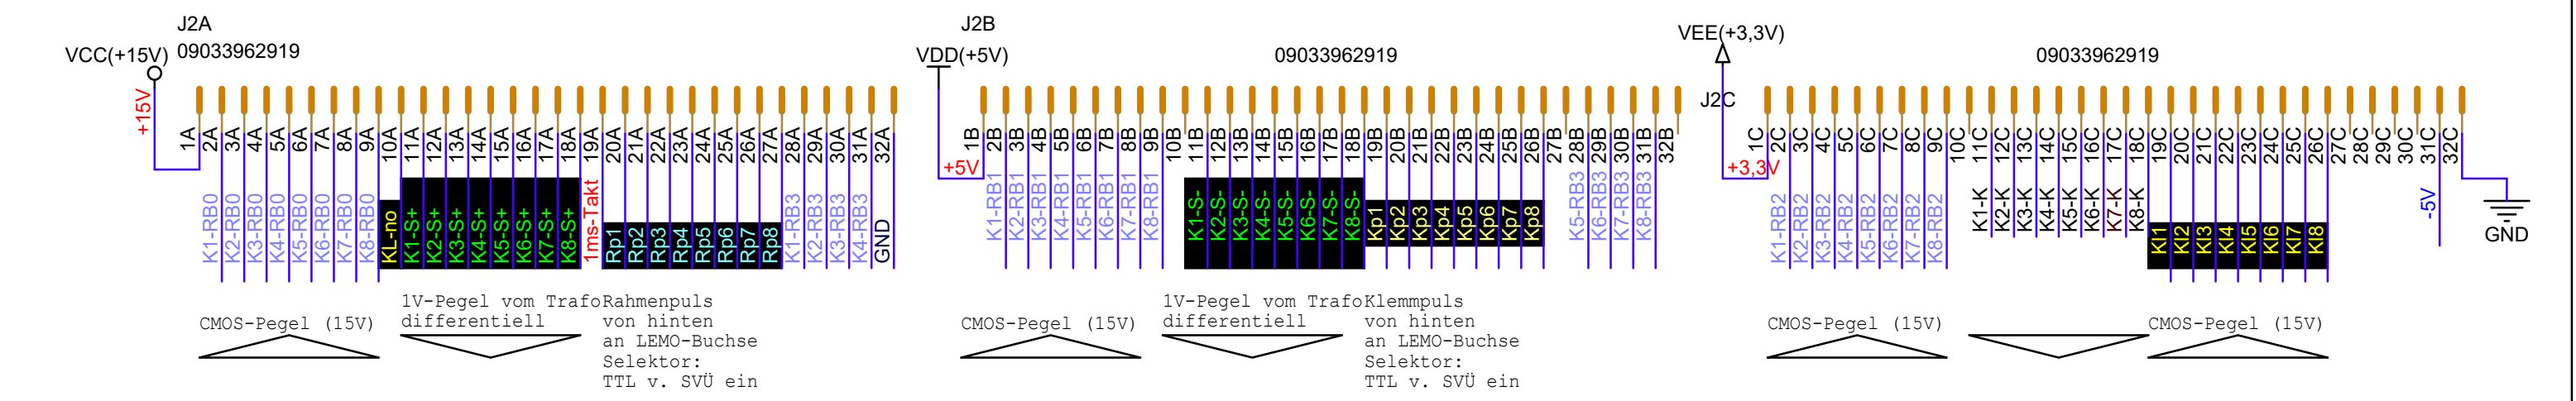 J2A
VCC(+15V)
09033962919
+15V
1A
2A
3A
4A
5A
6A
7A
8A
9A
10A
11A
12A
13A
14A
15A
16A
17A
18A
19A
20A
21A
22A
23A
24A
25A
26A
27A
28A
29A
30A
31A
32A
K1-RB0
K2-RB0
K3-RB0
K4-RB0
K5-RB0
K6-RB0
K7-RB0
K8-RB0
KL-no
K1-S+
K2-S+
K3-S+
K4-S+
K5-S+
K6-S+
K7-S+
K8-S+
1ms-Takt
Rp1
Rp2
Rp3
Rp4
Rp5
Rp6
Rp7
Rp8
K1-RB3
K2-RB3
K3-RB3
K4-RB3
GND
CMOS-Pegel (15V)
1V-Pegel vom Trafo
differentiell
Rahmenpuls
von hinten
an LEMO-Buchse
Selektor:
TTL v. SVÜ ein
J2B
VDD(+5V)
09033962919
+5V
1B
2B
3B
4B
5B
6B
7B
8B
9B
10B
11B
12B
13B
14B
15B
16B
17B
18B
19B
20B
21B
22B
23B
24B
25B
26B
27B
28B
29B
30B
31B
32B
K1-RB1
K2-RB1
K3-RB1
K4-RB1
K5-RB1
K6-RB1
K7-RB1
K8-RB1
K1-S-
K2-S-
K3-S-
K4-S-
K5-S-
K6-S-
K7-S-
K8-S-
Kp1
Kp2
Kp3
Kp4
Kp5
Kp6
Kp7
Kp8
K5-RB3
K6-RB3
K7-RB3
K8-RB3
CMOS-Pegel (15V)
1V-Pegel vom Trafo
differentiell
Klemmpuls
von hinten
an LEMO-Buchse
Selektor:
TTL v. SVÜ ein
VEE(+3,3V)
09033962919
J2C
+3,3V
1C
2C
3C
4C
5C
6C
7C
8C
9C
10C
11C
12C
13C
14C
15C
16C
17C
18C
19C
20C
21C
22C
23C
24C
25C
26C
27C
28C
29C
30C
31C
32C
K1-RB2
K2-RB2
K3-RB2
K4-RB2
K5-RB2
K6-RB2
K7-RB2
K8-RB2
K1-K
K2-K
K3-K
K4-K
K5-K
K6-K
K7-K
K8-K
KI1
KI2
KI3
KI4
KI5
KI6
KI7
KI8
-5V
GND
CMOS-Pegel (15V)
CMOS-Pegel (15V)